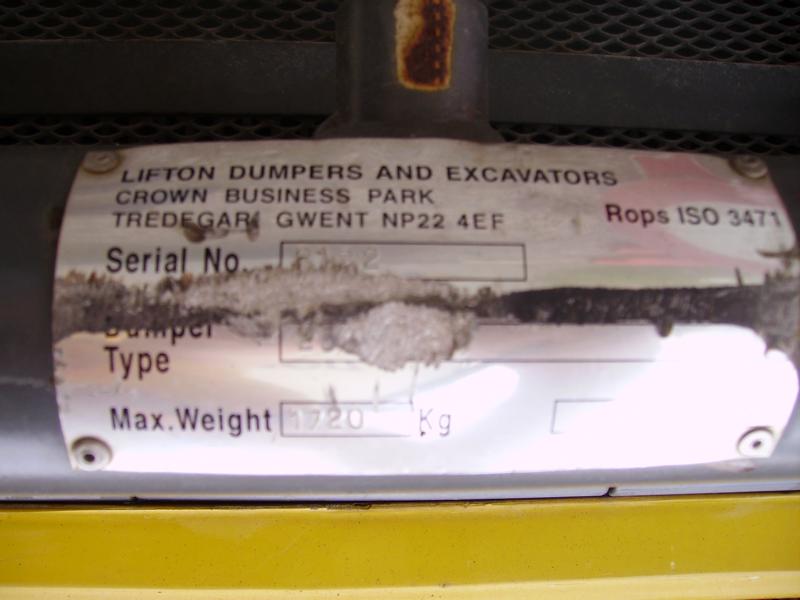 LIFTON DUMPERS AND EXCAVATORS
CROWN BUSINESS PARK
TREDEGAR GWENT NP22 4EF
Rops ISO 3471
Serial No.
Dumper
Type
Max.Weight 1720 Kg